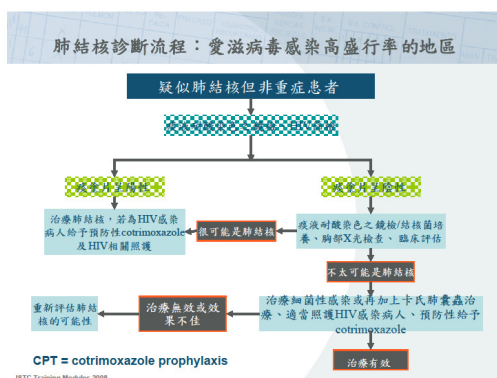 肺結核診斷流程：愛滋病毒感染高盛行率的地區
疑似肺結核但非重症患者
痰塗片呈陽性
痰塗片呈陰性
治療肺結核，若為HIV感染
病人給予預防性cotrimoxazole
及HIV相關照護
很可能是肺結核
痰液耐酸染色之鏡檢/結核菌培
養、胸部X光檢查、臨床評估
不太可能是肺結核
重新評估肺結
核的可能性
治療無效或效
果不佳
治療細菌性感染或再加上卡氏肺囊蟲治
療、適當照護HIV感染病人、預防性給予
cotrimoxazole
CPT = cotrimoxazole prophylaxis
治療有效
ISTC Training Modules 2008